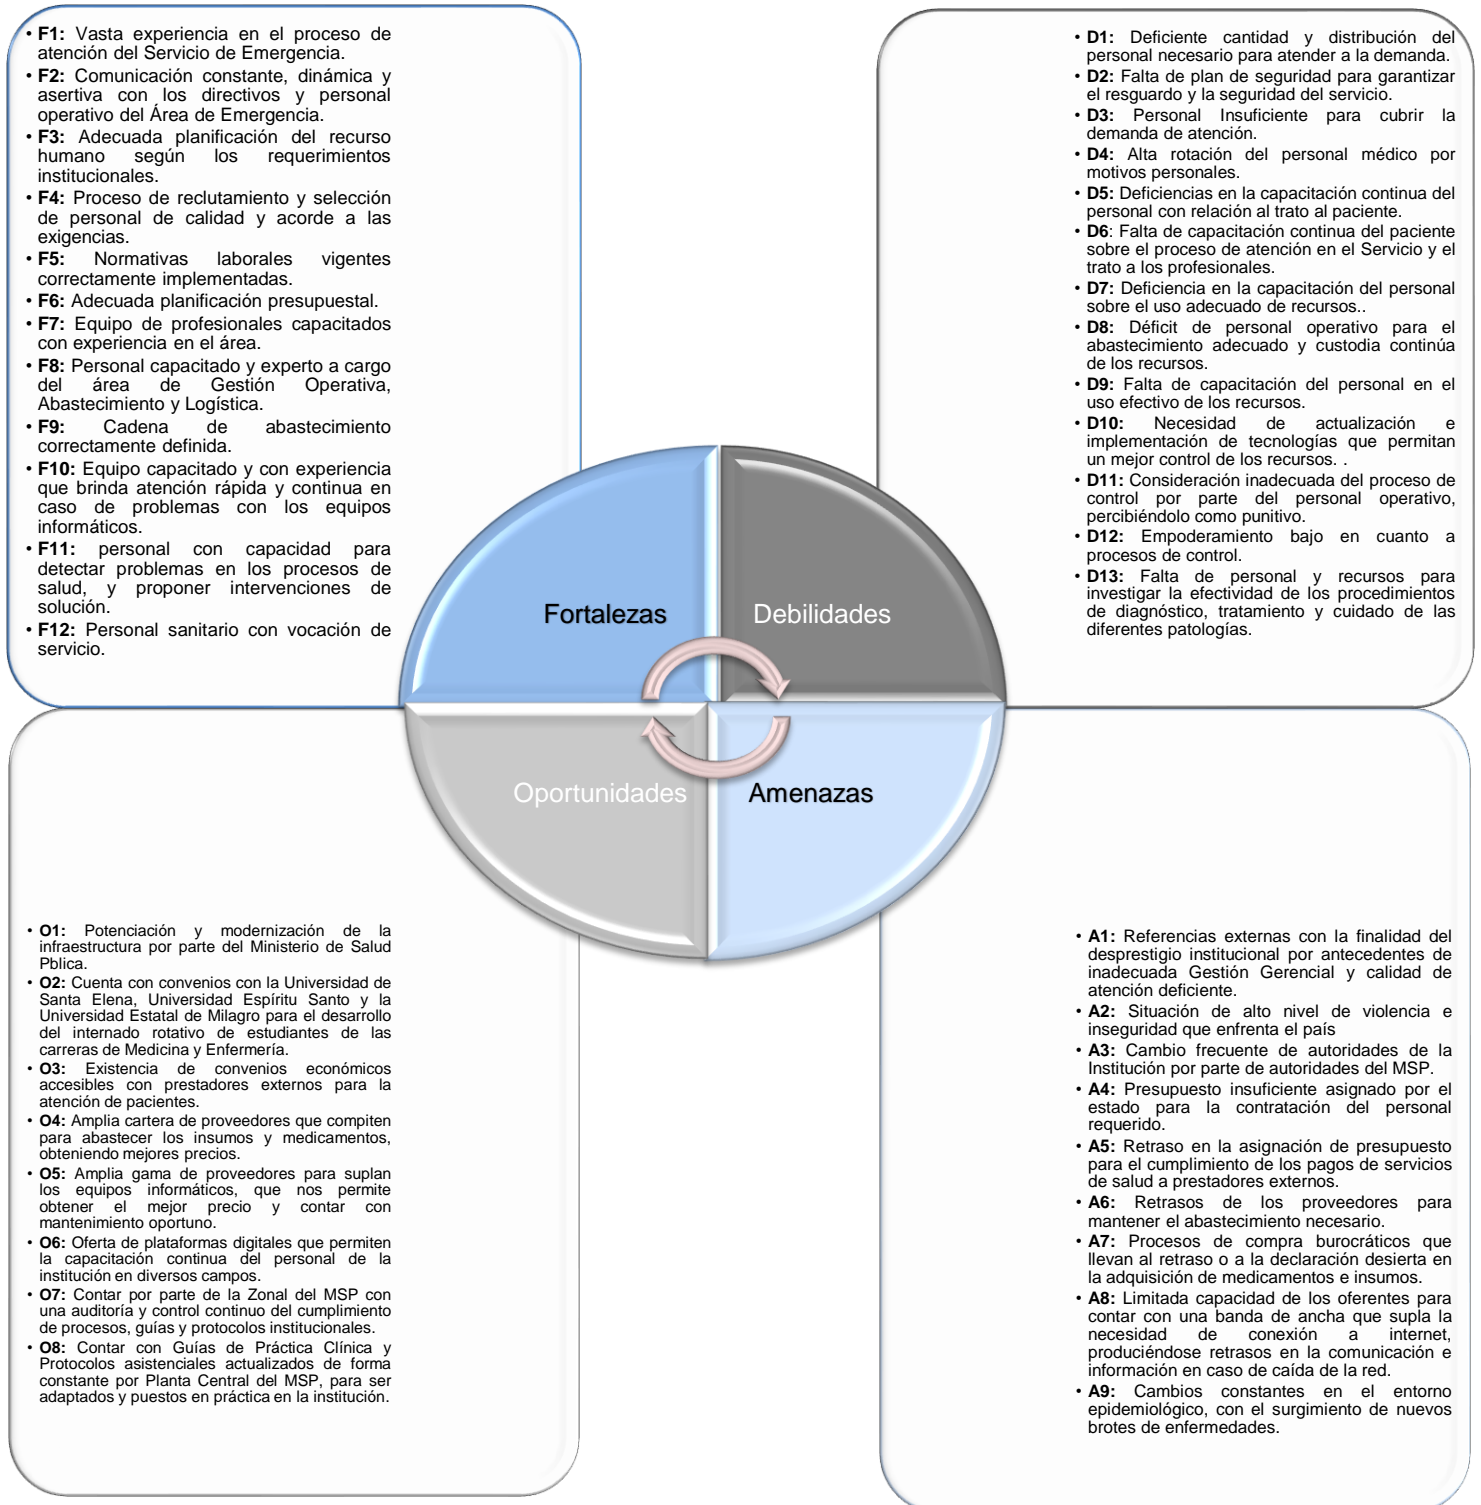 • F1: Vasta experiencia en el proceso de
atención del Servicio de Emergencia.
• F2: Comunicación constante, dinámica y
asertiva con los directivos y personal
operativo del Área de Emergencia.
• F3: Adecuada planificación del recurso
humano según los requerimientos
institucionales.
• F4: Proceso de reclutamiento y selección
de personal de calidad y acorde a las
exigencias.
• F5: Normativas laborales vigentes
correctamente implementadas.
• F6: Adecuada planificación presupuestal.
• F7: Equipo de profesionales capacitados
con experiencia en el área.
• F8: Personal capacitado y experto a cargo
del área de Gestión Operativa,
Abastecimiento y Logística.
• F9: Cadena de abastecimiento
correctamente definida.
• F10: Equipo capacitado y con experiencia
que brinda atención rápida y continua en
caso de problemas con los equipos
informáticos.
• F11: personal con capacidad para
detectar problemas en los procesos de
salud, y proponer intervenciones de
solución.
• F12: Personal sanitario con vocación de
servicio.
• D1: Deficiente cantidad y distribución del
personal necesario para atender a la demanda.
• D2: Falta de plan de seguridad para garantizar
el resguardo y la seguridad del servicio.
• D3: Personal Insuficiente para cubrir la
demanda de atención.
• D4: Alta rotación del personal médico por
motivos personales.
• D5: Deficiencias en la capacitación continua del
personal con relación al trato al paciente.
• D6: Falta de capacitación continua del paciente
sobre el proceso de atención en el Servicio y el
trato a los profesionales.
• D7: Deficiencia en la capacitación del personal
sobre el uso adecuado de recursos..
• D8: Déficit de personal operativo para el
abastecimiento adecuado y custodia continúa
de los recursos.
• D9: Falta de capacitación del personal en el
uso efectivo de los recursos.
• D10: Necesidad de actualización e
implementación de tecnologías que permitan
un mejor control de los recursos. .
• D11: Consideración inadecuada del proceso de
control por parte del personal operativo,
percibiéndolo como punitivo.
• D12: Empoderamiento bajo en cuanto a
procesos de control.
• D13: Falta de personal y recursos para
investigar la efectividad de los procedimientos
de diagnóstico, tratamiento y cuidado de las
diferentes patologías.
Fortalezas
Debilidades
Oportunidades
Amenazas
• O1: Potenciación y modernización de la
infraestructura por parte del Ministerio de Salud
Pblica.
• O2: Cuenta con convenios con la Universidad de
Santa Elena, Universidad Espíritu Santo y la
Universidad Estatal de Milagro para el desarrollo
del internado rotativo de estudiantes de las
carreras de Medicina y Enfermería.
• O3: Existencia de convenios económicos
accesibles con prestadores externos para la
atención de pacientes.
• O4: Amplia cartera de proveedores que compiten
para abastecer los insumos y medicamentos,
obteniendo mejores precios.
• O5: Amplia gama de proveedores para suplan
los equipos informáticos, que nos permite
obtener el mejor precio y contar con
mantenimiento oportuno.
• O6: Oferta de plataformas digitales que permiten
la capacitación continua del personal de la
institución en diversos campos.
• O7: Contar por parte de la Zonal del MSP con
una auditoría y control continuo del cumplimiento
de procesos, guías y protocolos institucionales.
• O8: Contar con Guías de Práctica Clínica y
Protocolos asistenciales actualizados de forma
constante por Planta Central del MSP, para ser
adaptados y puestos en práctica en la institución.
• A1: Referencias externas con la finalidad del
desprestigio institucional por antecedentes de
inadecuada Gestión Gerencial y calidad de
atención deficiente.
• A2: Situación de alto nivel de violencia e
inseguridad que enfrenta el país
• A3: Cambio frecuente de autoridades de la
Institución por parte de autoridades del MSP.
• A4: Presupuesto insuficiente asignado por el
estado para la contratación del personal
requerido.
• A5: Retraso en la asignación de presupuesto
para el cumplimiento de los pagos de servicios
de salud a prestadores externos.
• A6: Retrasos de los proveedores para
mantener el abastecimiento necesario.
• A7: Procesos de compra burocráticos que
llevan al retraso o a la declaración desierta en
la adquisición de medicamentos e insumos.
• A8: Limitada capacidad de los oferentes para
contar con una banda de ancha que supla la
necesidad de conexión a internet,
produciéndose retrasos en la comunicación e
información en caso de caída de la red.
• A9: Cambios constantes en el entorno
epidemiológico, con el surgimiento de nuevos
brotes de enfermedades.